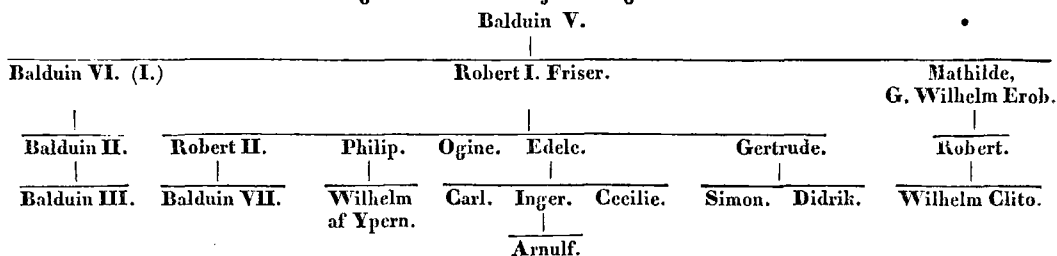 Balduin V.
Balduin VI. (I.) Robert I. Friser. Mathilde,
G. Wilhelm Erob.
Balduin II. Robert II. Philip. Ogine. Edele. Gertrude. Robert.
Balduin III. Balduin VII. Wilhelm Carl. Inger. Cecilie. Simon. Didrik. Wilhelm Clito.
af Ypern.
Arnulf.